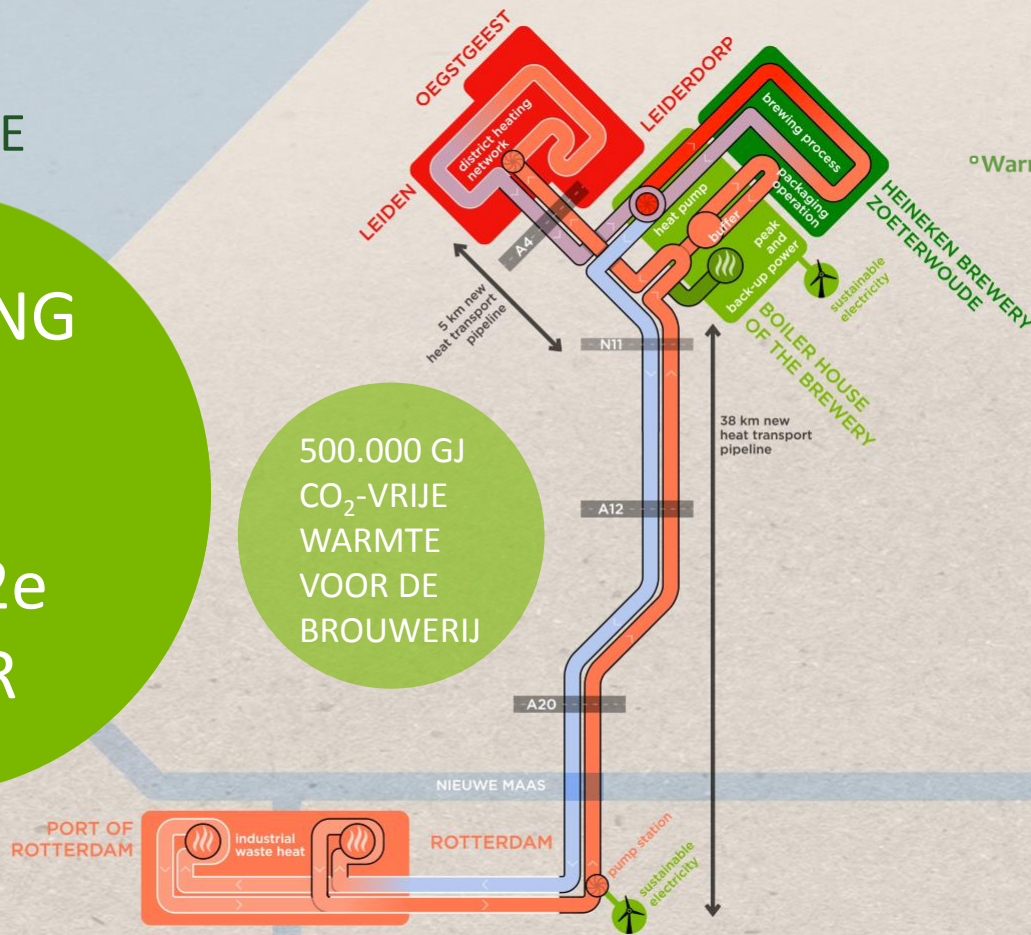 E
NG
2e
R
500.000 GJ
CO₂-VRIJE
WARMTE
VOOR DE
BROUWERIJ
OEGSTGEEST
LEIDEN
LEIDERDORP
district heating
network
A4
5 km new
heat transport
pipeline
heat pump
buffer
peak
and
back-up power
brewing process
packaging
operation
°Warm
HEINEKEN BREWERY
ZOETERWOUDE
sustainable
electricity
BOILER HOUSE
OF THE BREWERY
N11
38 km new
heat transport
pipeline
A12
A20
NIEUWE MAAS
PORT OF
ROTTERDAM
industrial
waste heat
ROTTERDAM
pump station
sustainable
electricity